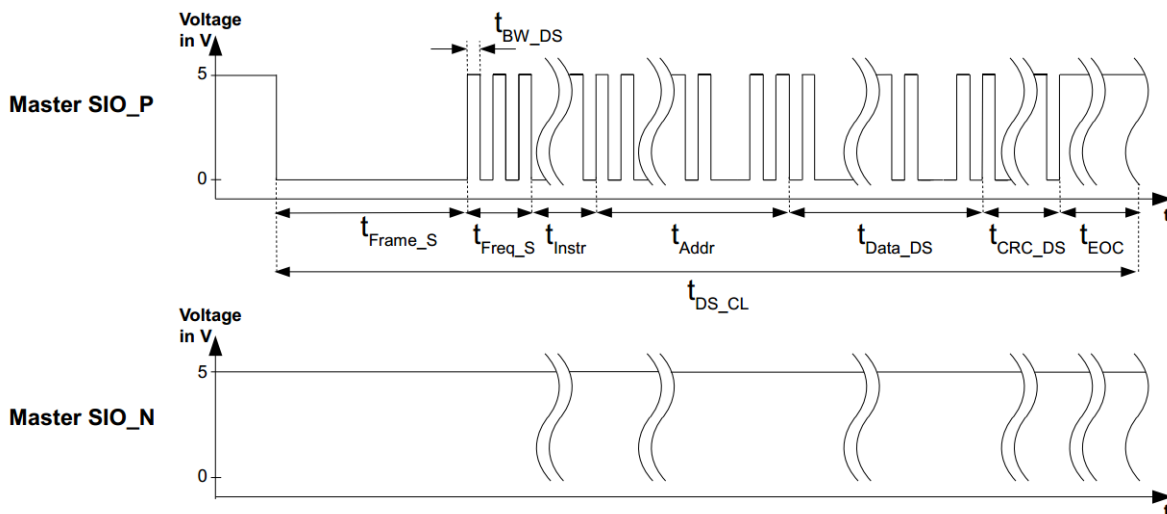 Voltage
in V
t_BW_DS
5
Master SIO_P
0
t
t_Frame_S
t_Freq_S
t_Instr
t_Addr
t_Data_DS
t_CRC_DS
t_EOC
t_DS_CL
Voltage
in V
5
Master SIO_N
0
t